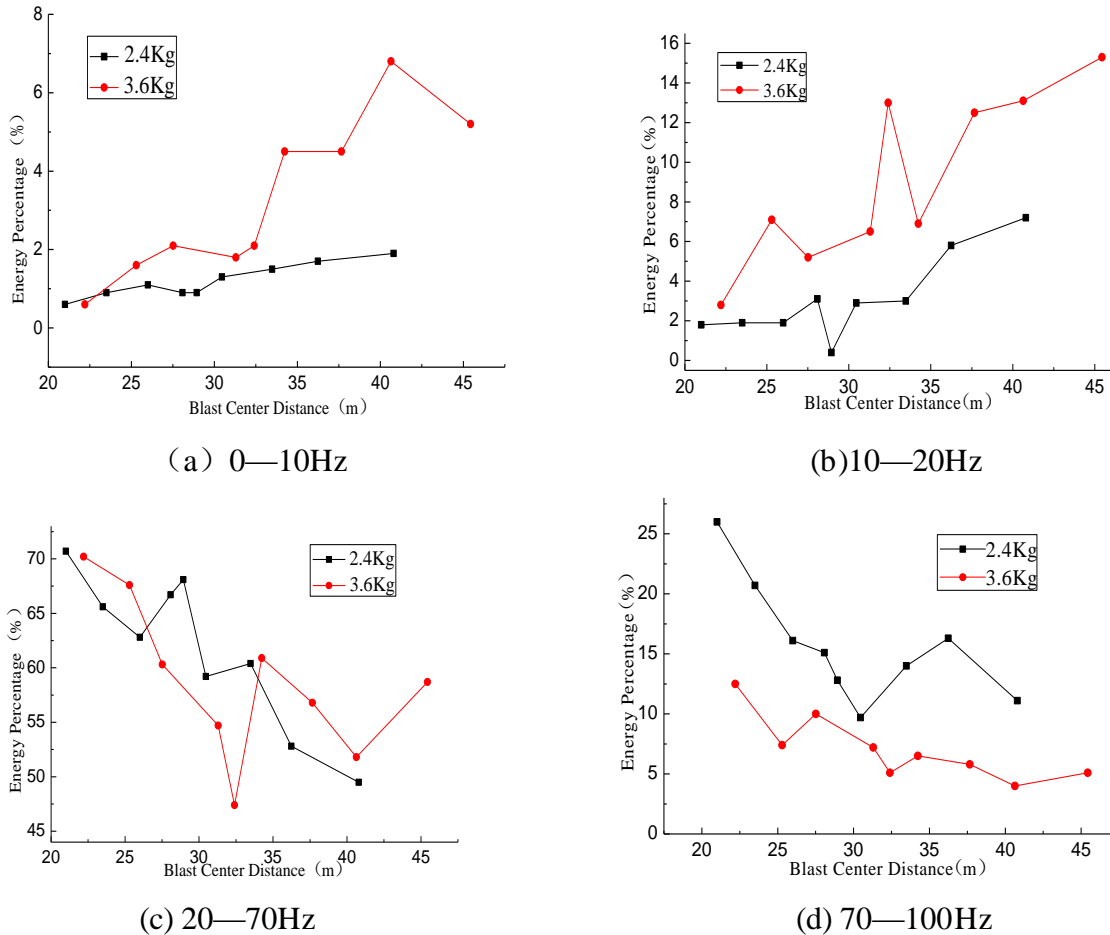 8
6
4
2
0
Energy Percentage（%）
2.4Kg
3.6Kg
20 25 30 35 40 45
Blast Center Distance（m）
（a）0—10Hz
16
14
12
10
8
6
4
2
0
Energy Percentage（%）
2.4Kg
3.6Kg
20 25 30 35 40 45
Blast Center Distance(m）
(b)10—20Hz
70
65
60
55
50
45
Energy Percentage（%）
2.4Kg
3.6Kg
20 25 30 35 40 45
Blast Center Distance（m）
(c) 20—70Hz
25
20
15
10
5
0
Energy Percentage（%）
2.4Kg
3.6Kg
20 25 30 35 40 45
Blast Center Distance(m）
(d) 70—100Hz